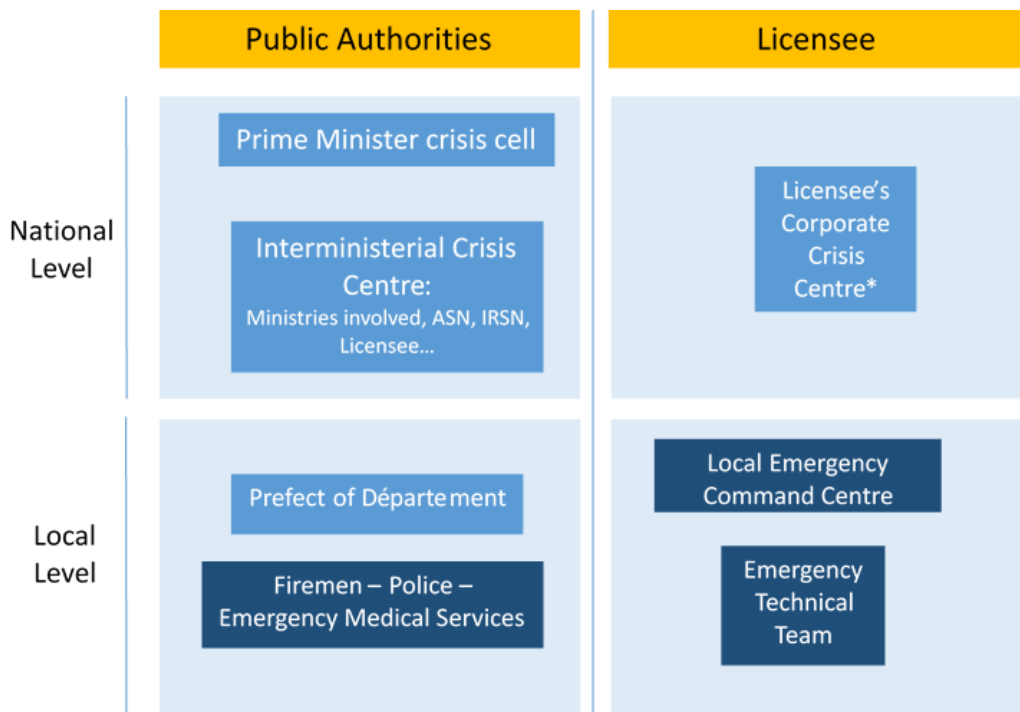 Public Authorities
Licensee
National
Level
Prime Minister crisis cell
Interministerial Crisis
Centre:
Ministries involved, ASN, IRSN,
Licensee…
Licensee’s
Corporate
Crisis
Centre*
Local
Level
Prefect of Département
Firemen – Police –
Emergency Medical Services
Local Emergency
Command Centre
Emergency
Technical
Team